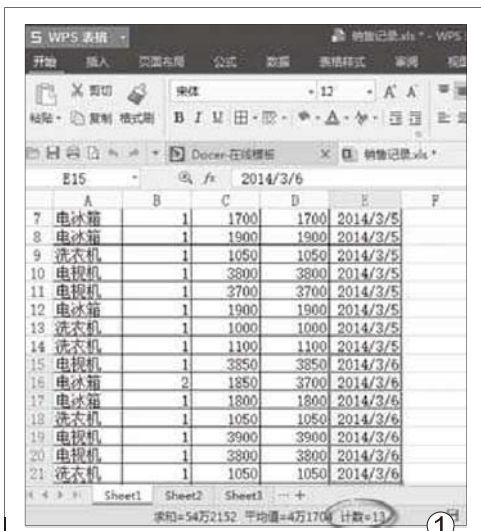 S WPS 表格
销售记录.xls * - WPS
开始 插入 页面布局 公式 数据 表格样式 审阅 视图
粘贴 剪切 复制 格式刷 宋体 12 A A
B I U A
Docer-在线模板 × 销售记录.xls *
E15 fx 2014/3/6
A B C D E F
7 电冰箱 1 1700 1700 2014/3/5
8 电冰箱 1 1900 1900 2014/3/5
9 洗衣机 1 1050 1050 2014/3/5
10 电视机 1 3800 3800 2014/3/5
11 电视机 1 3700 3700 2014/3/5
12 电冰箱 1 1900 1900 2014/3/5
13 洗衣机 1 1000 1000 2014/3/5
14 洗衣机 1 1100 1100 2014/3/5
15 电视机 1 3850 3850 2014/3/6
16 电冰箱 2 1850 3700 2014/3/6
17 电冰箱 1 1800 1800 2014/3/6
18 洗衣机 1 1050 1050 2014/3/6
19 电视机 1 3900 3900 2014/3/6
20 电视机 1 3800 3800 2014/3/6
21 洗衣机 1 1050 1050 2014/3/6
Sheet1 Sheet2 Sheet3 ··· +
求和=54万2152 平均值=4万1704 计数=13
①